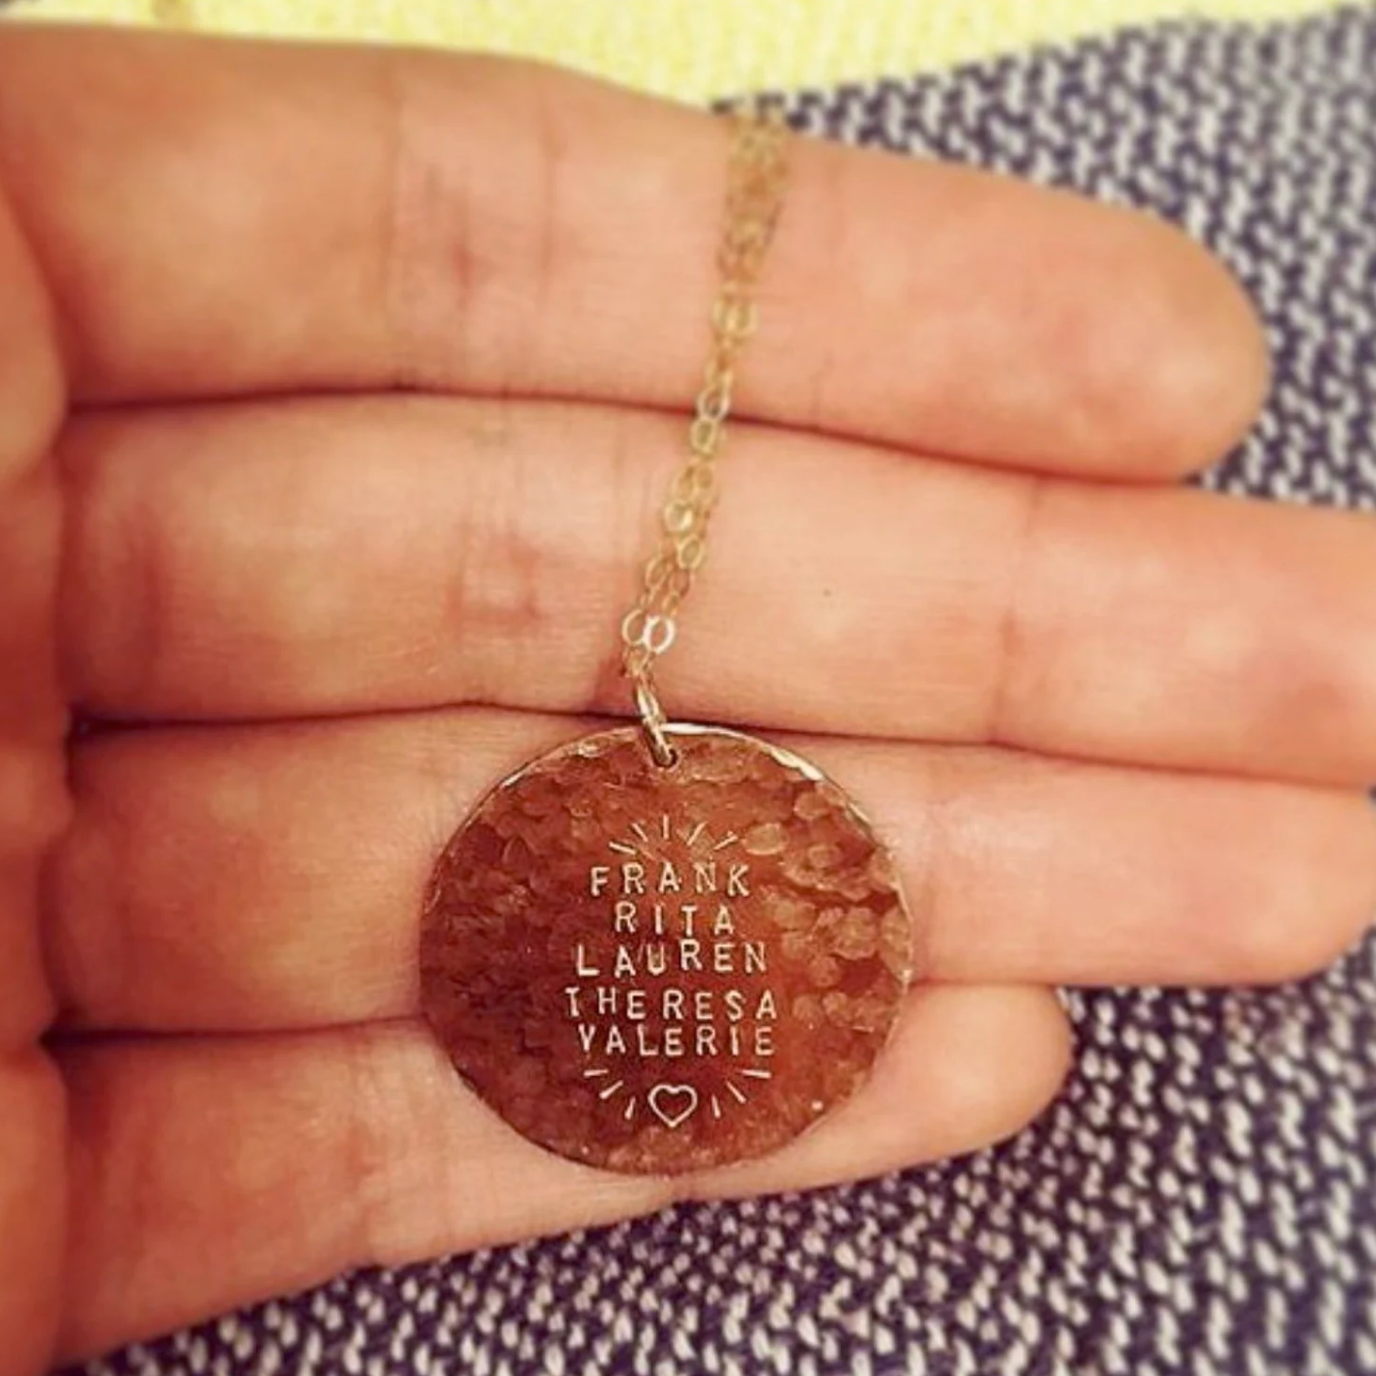 FRANK
RITA
LAUREN
THERESA
VALERIE